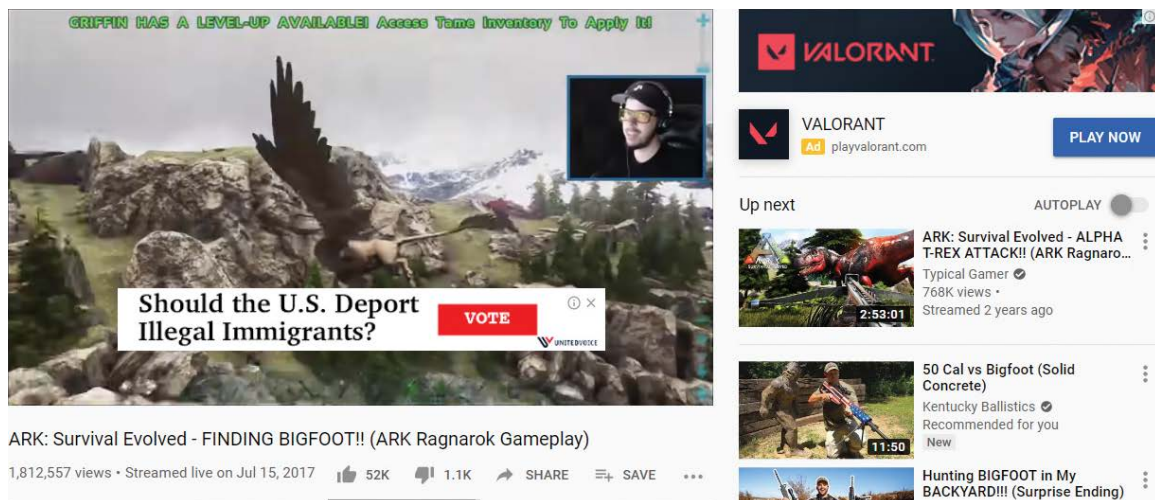 GRIFFIN HAS A LEVEL-UP AVAILABLE! Access Tame Inventory To Apply It!
Should the U.S. Deport
Illegal Immigrants?
VOTE
UNITEDVOICE
ARK: Survival Evolved - FINDING BIGFOOT!! (ARK Ragnarok Gameplay)
1,812,557 views • Streamed live on Jul 15, 2017
52K
1.1K
SHARE
SAVE
VALORANT
VALORANT
Ad playvalorant.com
PLAY NOW
Up next
AUTOPLAY
ARK: Survival Evolved - ALPHA
T-REX ATTACK!! (ARK Ragnaro...
Typical Gamer
768K views •
Streamed 2 years ago
2:53:01
50 Cal vs Bigfoot (Solid
Concrete)
Kentucky Ballistics
Recommended for you
New
11:50
Hunting BIGFOOT in My
BACKYARD!!! (Surprise Ending)